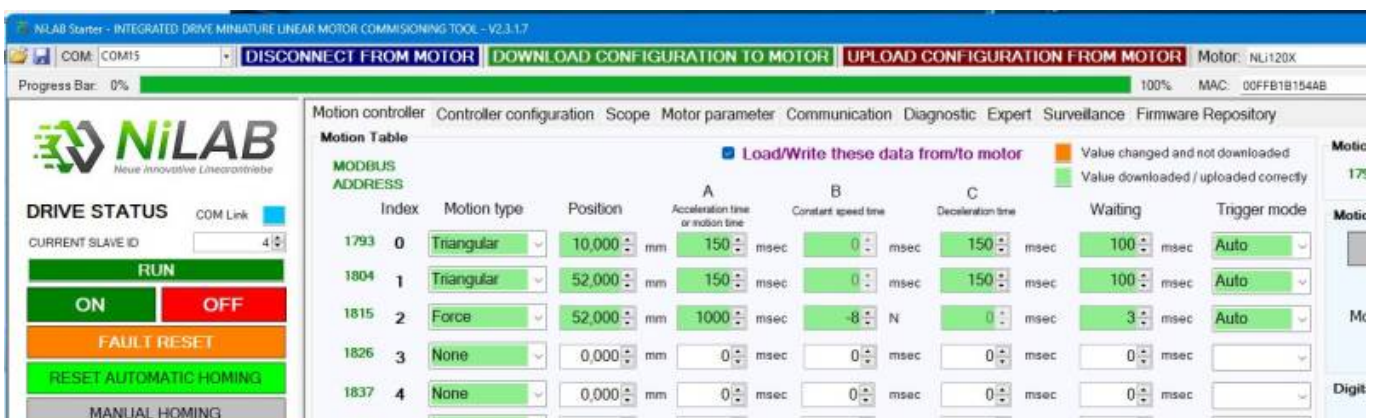 NiLAB Starter - INTEGRATED DRIVE MINIATURE LINEAR MOTOR COMMISIONING TOOL - V2.3.1.7
COM: COM15 DISCONNECT FROM MOTOR DOWNLOAD CONFIGURATION TO MOTOR UPLOAD CONFIGURATION FROM MOTOR Motor: NLi120X
Progress Bar: 0% 100% MAC: 00FFB1B154AB
Motion controller Controller configuration Scope Motor parameter Communication Diagnostic Expert Surveillance Firmware Repository
NiLAB
Neue innovative Linearantriebe
DRIVE STATUS COM Link
CURRENT SLAVE ID 4
RUN
ON OFF
FAULT RESET
RESET AUTOMATIC HOMING
MANUAL HOMING
Motion Table
Load/Write these data from/to motor
Value changed and not downloaded
Value downloaded / uploaded correctly
MODBUS
ADDRESS
A B C
Index Motion type Position Acceleration time or motion time Constant speed time Deceleration time Waiting Trigger mode
1793 0 Triangular 10,000 mm 150 msec 0 msec 150 msec 100 msec Auto
1804 1 Triangular 52,000 mm 150 msec 0 msec 150 msec 100 msec Auto
1815 2 Force 52,000 mm 1000 msec -8 N 0 msec 3 msec Auto
1826 3 None 0,000 mm 0 msec 0 msec 0 msec 0 msec
1837 4 None 0,000 mm 0 msec 0 msec 0 msec 0 msec